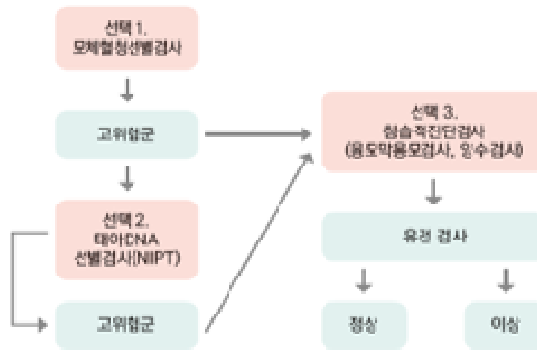 선택 1.
모체혈청선별검사
고위험군
선택 2.
태아DNA
선별검사(NIPT)
고위험군
선택 3.
침습적진단검사
(융모막융모검사, 양수검사)
유전 검사
정상
이상